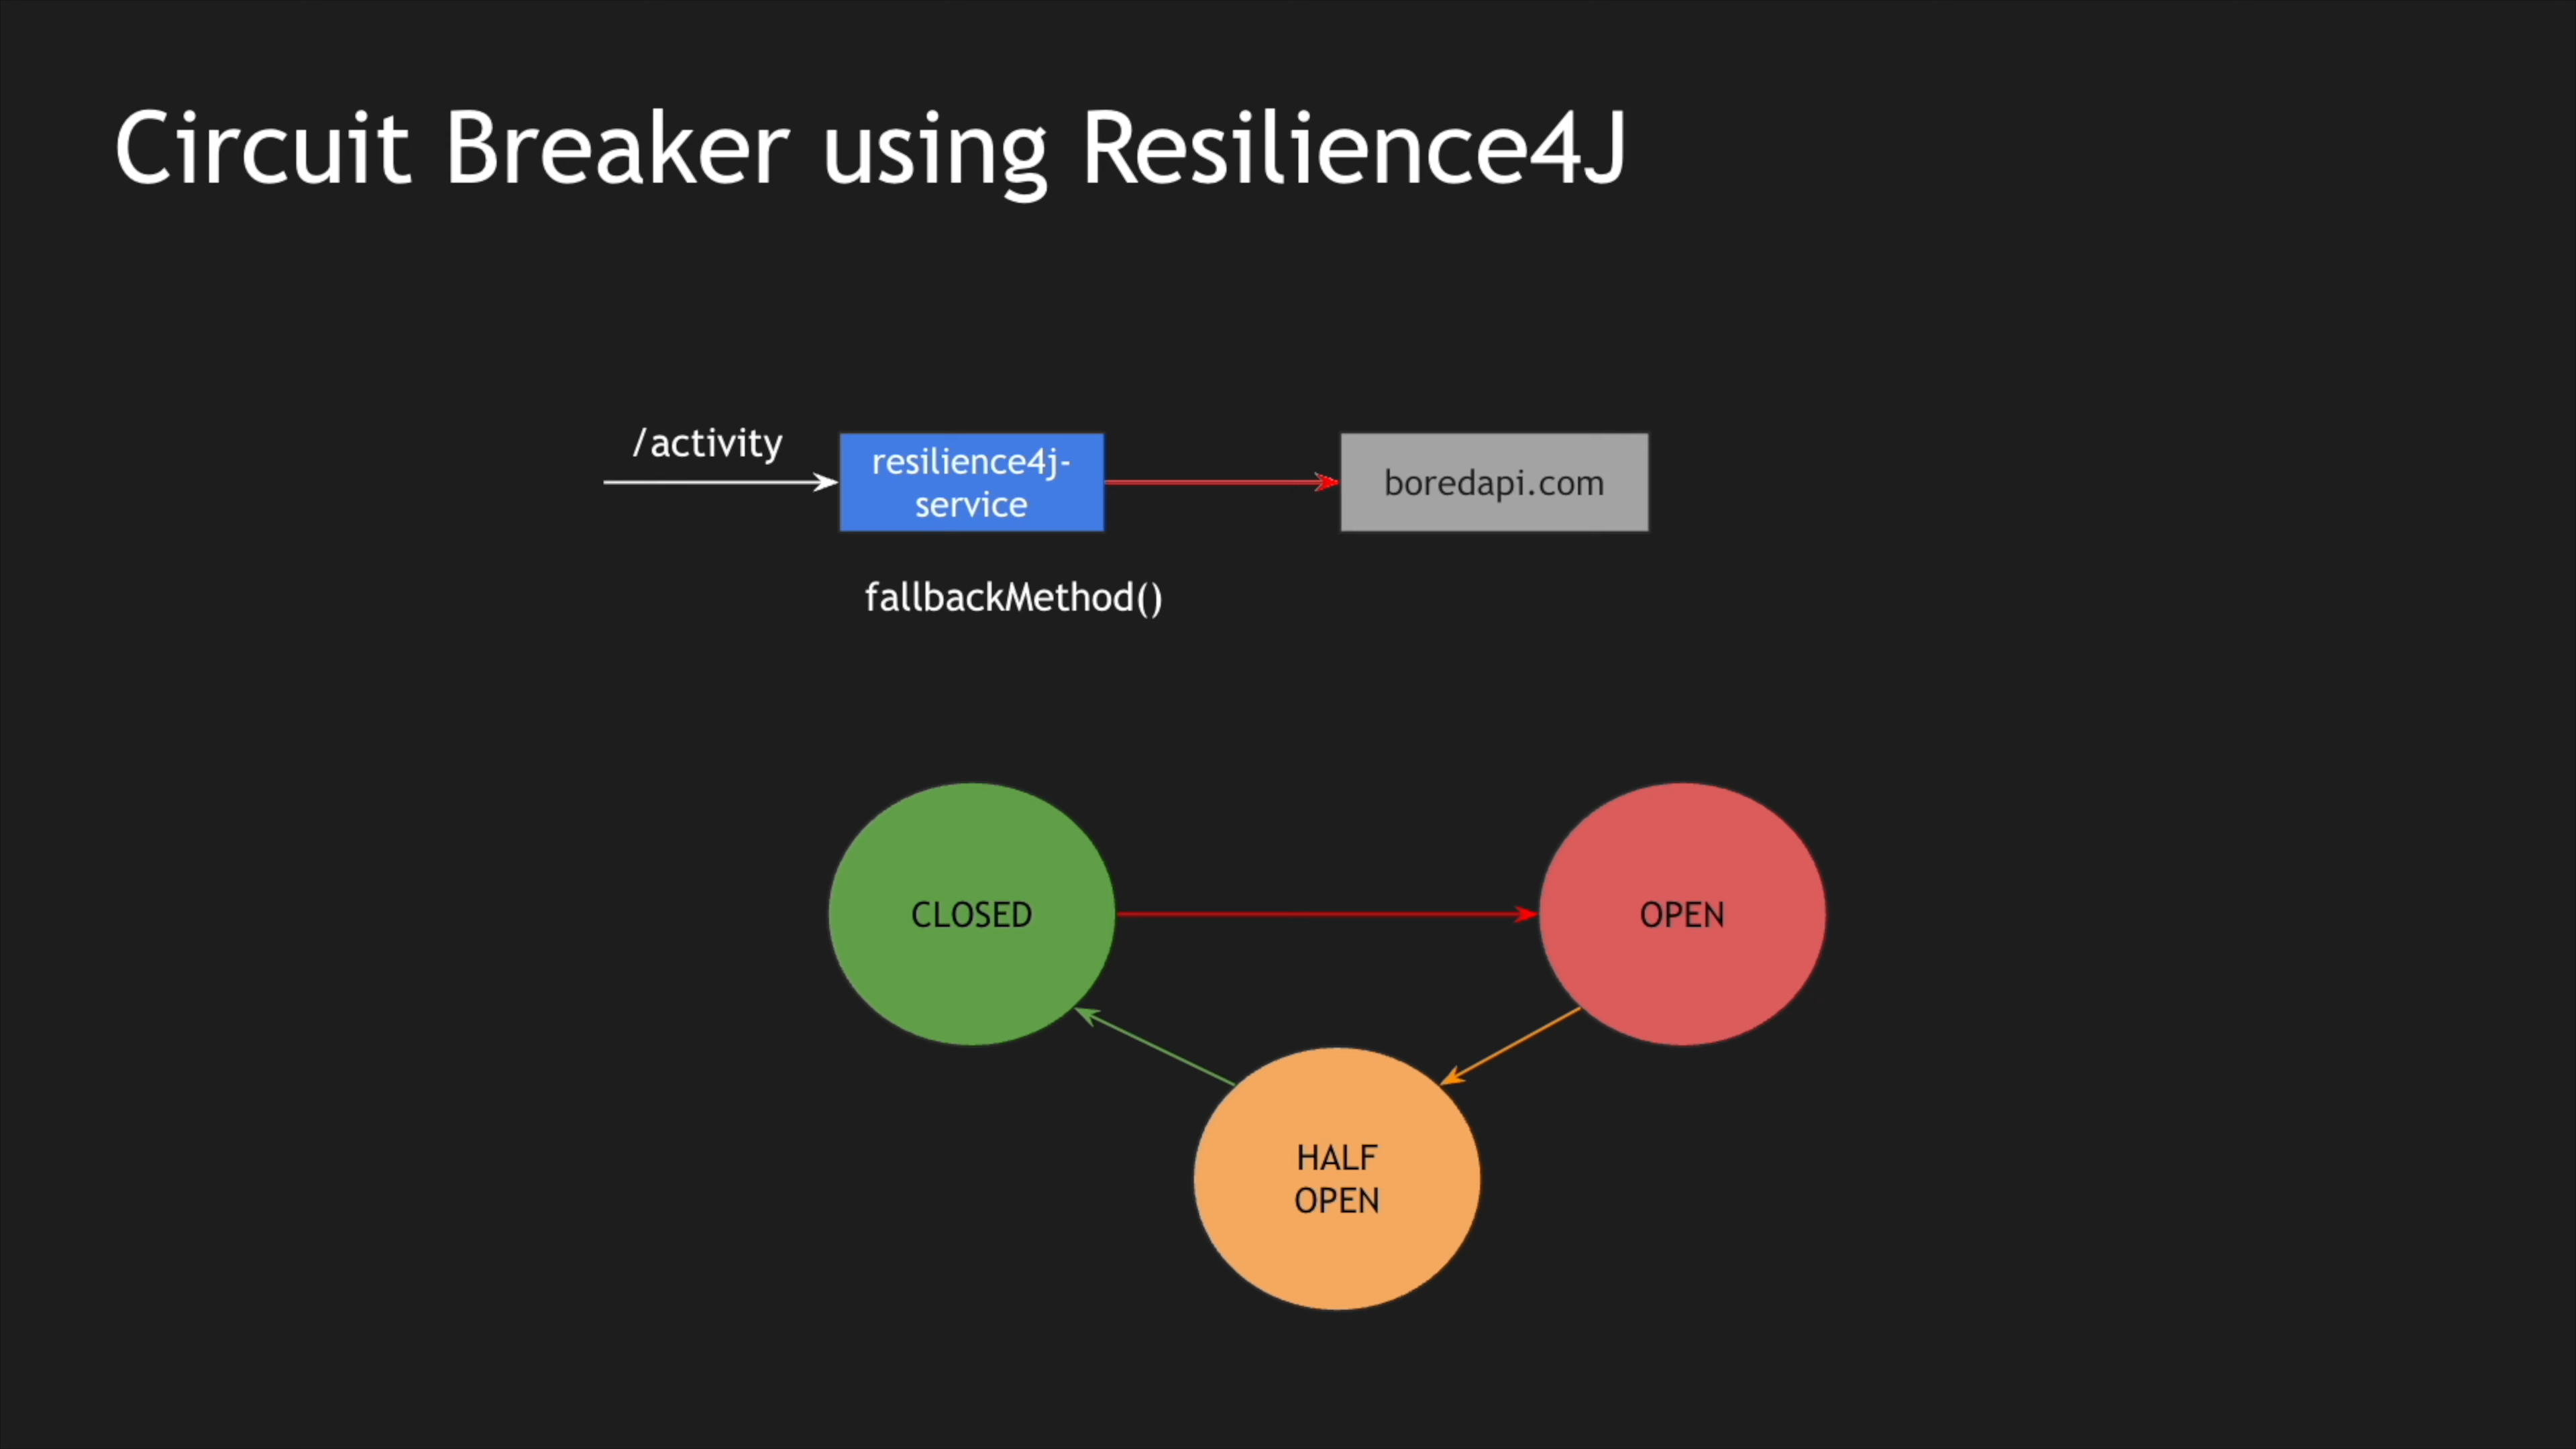 Circuit Breaker using Resilience4J
/activity
resilience4j-
service
boredapi.com
fallbackMethod()
CLOSED
OPEN
HALF
OPEN